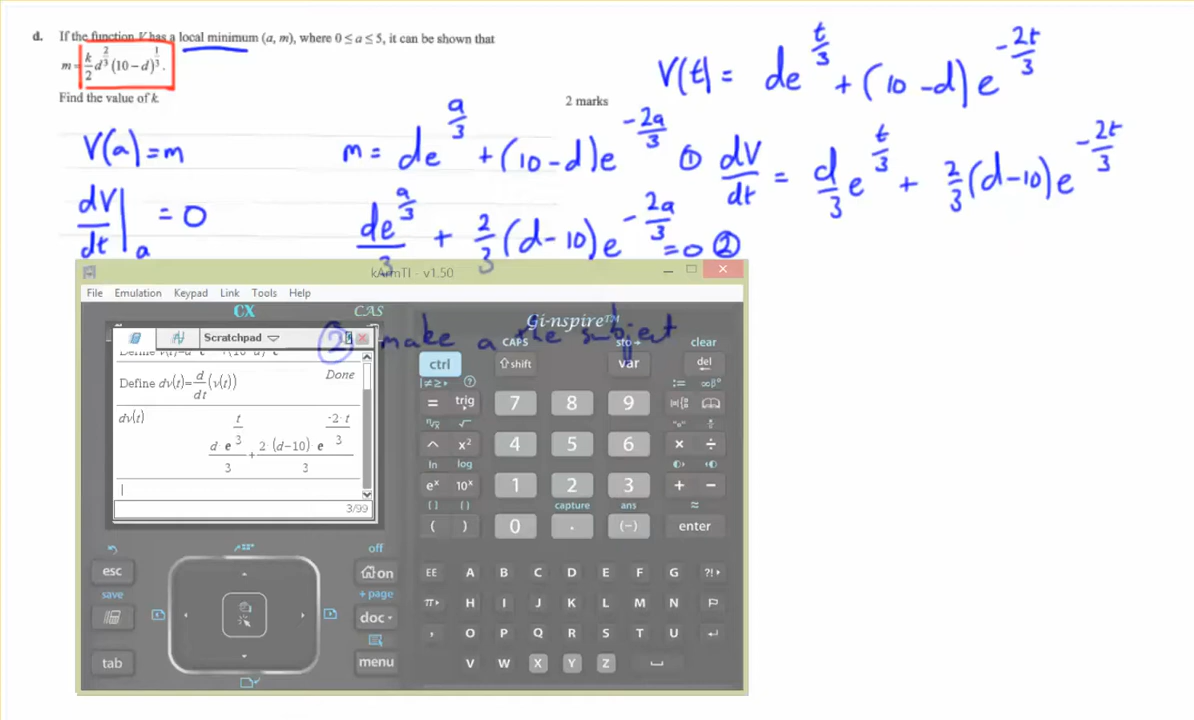 d. If the function V has a local minimum (a, m), where 0 ≤ a ≤ 5, it can be shown that
m = k/2 d^(2/3) (10 – d)^(1/3).
Find the value of k
2 marks
V(t) = de^(t/3) + (10 - d)e^(-2t/3)
V(a) = m
m = de^(a/3) + (10 - d)e^(-2a/3) ①
dV/dt = d/3 e^(t/3) + 2/3 (d - 10)e^(-2t/3)
dV/dt |a = 0
de^(a/3)/3 + 2/3 (d - 10)e^(-2a/3) = 0 ②
② make a the subject
kArmTI - v1.50
File Emulation Keypad Link Tools Help
CX CAS
Gi-nspire™
Scratchpad
Define dv(t)=d/dt(v(t)) Done
dv(t) d·e^(t/3)/3+2·(d-10)·e^(-2·t/3)/3
3/99
CAPS sto→ clear
ctrl shift var del
= trig 7 8 9
ⁿ√x √
^ x² 4 5 6 × ÷
ln log
eˣ 10ˣ 1 2 3 + −
[ ] { } capture ans ≈
( ) 0 . (−) enter
esc
off
on
save
+ page
doc
tab
menu
EE A B C D E F G ?!▸
π▸ H I J K L M N
, O P Q R S T U ↵
V W X Y Z